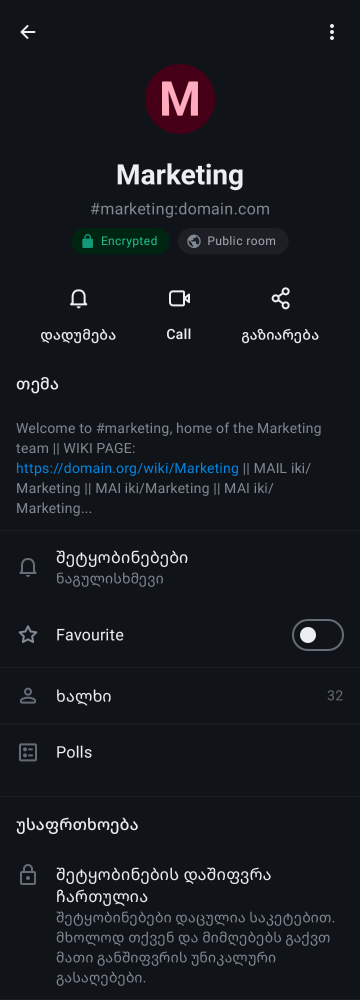 M
Marketing
#marketing:domain.com
Encrypted
Public room
დადუმება
Call
გაზიარება
თემა
Welcome to #marketing, home of the Marketing
team || WIKI PAGE:
https://domain.org/wiki/Marketing || MAIL iki/
Marketing || MAI iki/Marketing || MAI iki/
Marketing...
შეტყობინებები
ნაგულისხმევი
Favourite
ხალხი
32
Polls
უსაფრთხოება
შეტყობინების დაშიფვრა
ჩართულია
შეტყობინებები დაცულია საკეტებით.
მხოლოდ თქვენ და მიმღებებს გაქვთ
მათი განშიფვრის უნიკალური
გასაღებები.